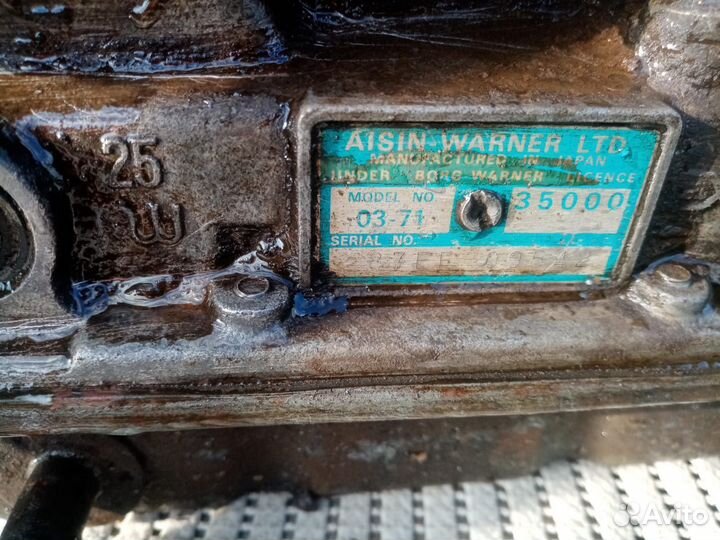 25
W
AISIN-WARNER LTD
MANUFACTURED IN JAPAN
UNDER BORG WARNER LICENCE
MODEL NO
03-71
35000
SERIAL NO.
Avito